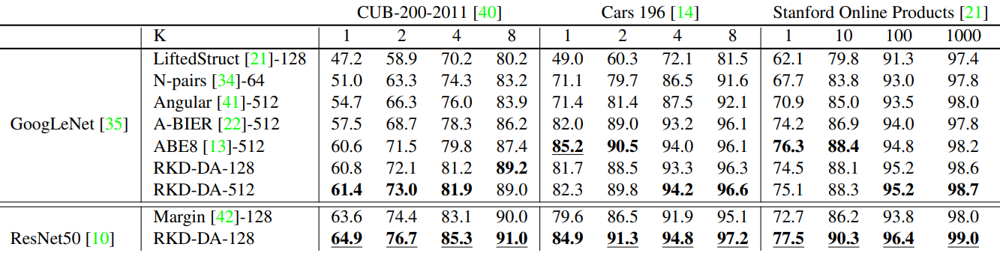 CUB-200-2011 [40] Cars 196 [14] Stanford Online Products [21]
K 1 2 4 8 1 2 4 8 1 10 100 1000
LiftedStruct [21]-128 47.2 58.9 70.2 80.2 49.0 60.3 72.1 81.5 62.1 79.8 91.3 97.4
N-pairs [34]-64 51.0 63.3 74.3 83.2 71.1 79.7 86.5 91.6 67.7 83.8 93.0 97.8
Angular [41]-512 54.7 66.3 76.0 83.9 71.4 81.4 87.5 92.1 70.9 85.0 93.5 98.0
GoogLeNet [35] A-BIER [22]-512 57.5 68.7 78.3 86.2 82.0 89.0 93.2 96.1 74.2 86.9 94.0 97.8
ABE8 [13]-512 60.6 71.5 79.8 87.4 85.2 90.5 94.0 96.1 76.3 88.4 94.8 98.2
RKD-DA-128 60.8 72.1 81.2 89.2 81.7 88.5 93.3 96.3 74.5 88.1 95.2 98.6
RKD-DA-512 61.4 73.0 81.9 89.0 82.3 89.8 94.2 96.6 75.1 88.3 95.2 98.7
Margin [42]-128 63.6 74.4 83.1 90.0 79.6 86.5 91.9 95.1 72.7 86.2 93.8 98.0
ResNet50 [10] RKD-DA-128 64.9 76.7 85.3 91.0 84.9 91.3 94.8 97.2 77.5 90.3 96.4 99.0